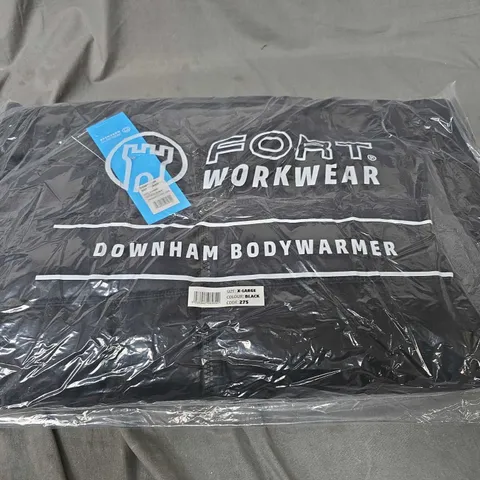 FORT®
WORKWEAR
DOWNHAM BODYWARMER
SIZE: X-LARGE
COLOUR: BLACK
CODE: 275